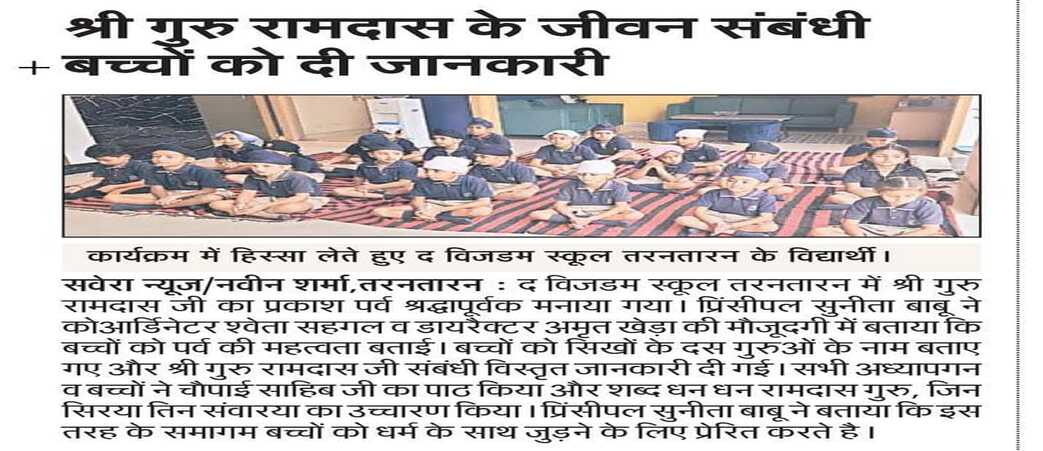 श्री गुरु रामदास के जीवन संबंधी
+ बच्चों को दी जानकारी
कार्यक्रम में हिस्सा लेते हुए द विजडम स्कूल तरनतारन के विद्यार्थी।
सवेरा न्यूज/नवीन शर्मा,तरनतारन : द विजडम स्कूल तरनतारन में श्री गुरु
रामदास जी का प्रकाश पर्व श्रद्धापूर्वक मनाया गया। प्रिंसीपल सुनीता बाबू ने
कोआर्डिनेटर श्वेता सहगल व डायरैक्टर अमृत खेड़ा की मौजूदगी में बताया कि
बच्चों को पर्व की महत्वता बताई। बच्चों को सिखों के दस गुरुओं के नाम बताए
गए और श्री गुरु रामदास जी संबंधी विस्तृत जानकारी दी गई। सभी अध्यापगन
व बच्चों ने चौपाई साहिब जी का पाठ किया और शब्द धन धन रामदास गुरु, जिन
सिरया तिन संवारया का उच्चारण किया। प्रिंसीपल सुनीता बाबू ने बताया कि इस
तरह के समागम बच्चों को धर्म के साथ जुड़ने के लिए प्रेरित करते है।